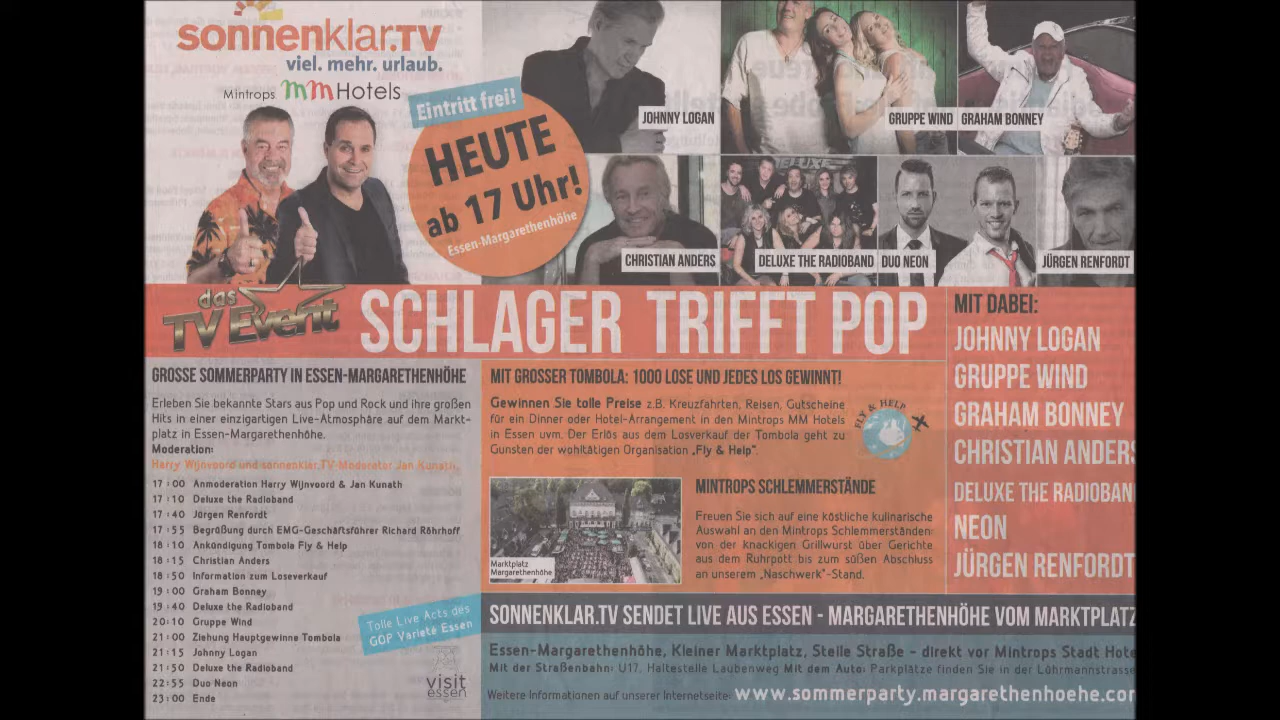 sonnenklar.TV
viel. mehr. urlaub.
Mintrops MM Hotels
Eintritt frei!
HEUTE
ab 17 Uhr!
Essen-Margarethenhöhe
JOHNNY LOGAN
GRUPPE WIND
GRAHAM BONNEY
CHRISTIAN ANDERS
DELUXE
DELUXE THE RADIOBAND
DUO NEON
JÜRGEN RENFORDT
das
TV Event
SCHLAGER TRIFFT POP
MIT DABEI:
JOHNNY LOGAN
GRUPPE WIND
GRAHAM BONNEY
CHRISTIAN ANDERS
DELUXE THE RADIOBAN
NEON
JÜRGEN RENFORDT
GROSSE SOMMERPARTY IN ESSEN-MARGARETHENHÖHE
Erleben Sie bekannte Stars aus Pop und Rock und ihre großen
Hits in einer einzigartigen Live-Atmosphäre auf dem Markt-
platz in Essen-Margarethenhöhe.
Moderation:
Harry Wijnvoord und sonnenklar.TV-Moderator Jan Kunath
17:00 Anmoderation Harry Wijnvoord & Jan Kunath
17:10 Deluxe the Radioband
17:40 Jürgen Renfordt
17:55 Begrüßung durch EMG-Geschäftsführer Richard Röhrhoff
18:10 Ankündigung Tombola Fly & Help
18:15 Christian Anders
18:50 Information zum Loseverkauf
19:00 Graham Bonney
19:40 Deluxe the Radioband
20:10 Gruppe Wind
21:00 Ziehung Hauptgewinne Tombola
21:15 Johnny Logan
21:50 Deluxe the Radioband
22:55 Duo Neon
23:00 Ende
Tolle Live Acts des
GOP Varieté Essen
visit
essen
MIT GROSSER TOMBOLA: 1000 LOSE UND JEDES LOS GEWINNT!
Gewinnen Sie tolle Preise z.B. Kreuzfahrten, Reisen, Gutscheine
für ein Dinner oder Hotel-Arrangement in den Mintrops MM Hotels
in Essen uvm. Der Erlös aus dem Losverkauf der Tombola geht zu
Gunsten der wohltätigen Organisation „Fly & Help".
FLY & HELP
Marktplatz
Margarethenhöhe
MINTROPS SCHLEMMERSTÄNDE
Freuen Sie sich auf eine köstliche kulinarische
Auswahl an den Mintrops Schlemmerständen:
von der knackigen Grillwurst über Gerichte
aus dem Ruhrpott bis zum süßen Abschluss
an unserem „Naschwerk"-Stand.
SONNENKLAR.TV SENDET LIVE AUS ESSEN - MARGARETHENHÖHE VOM MARKTPLATZ
Essen-Margarethenhöhe, Kleiner Marktplatz, Steile Straße - direkt vor Mintrops Stadt Hote
Mit der Straßenbahn: U17, Haltestelle Laubenweg Mit dem Auto: Parkplätze finden Sie in der Lührmannstrasse
Weitere Informationen auf unserer Internetseite: www.sommerparty.margarethenhoehe.com